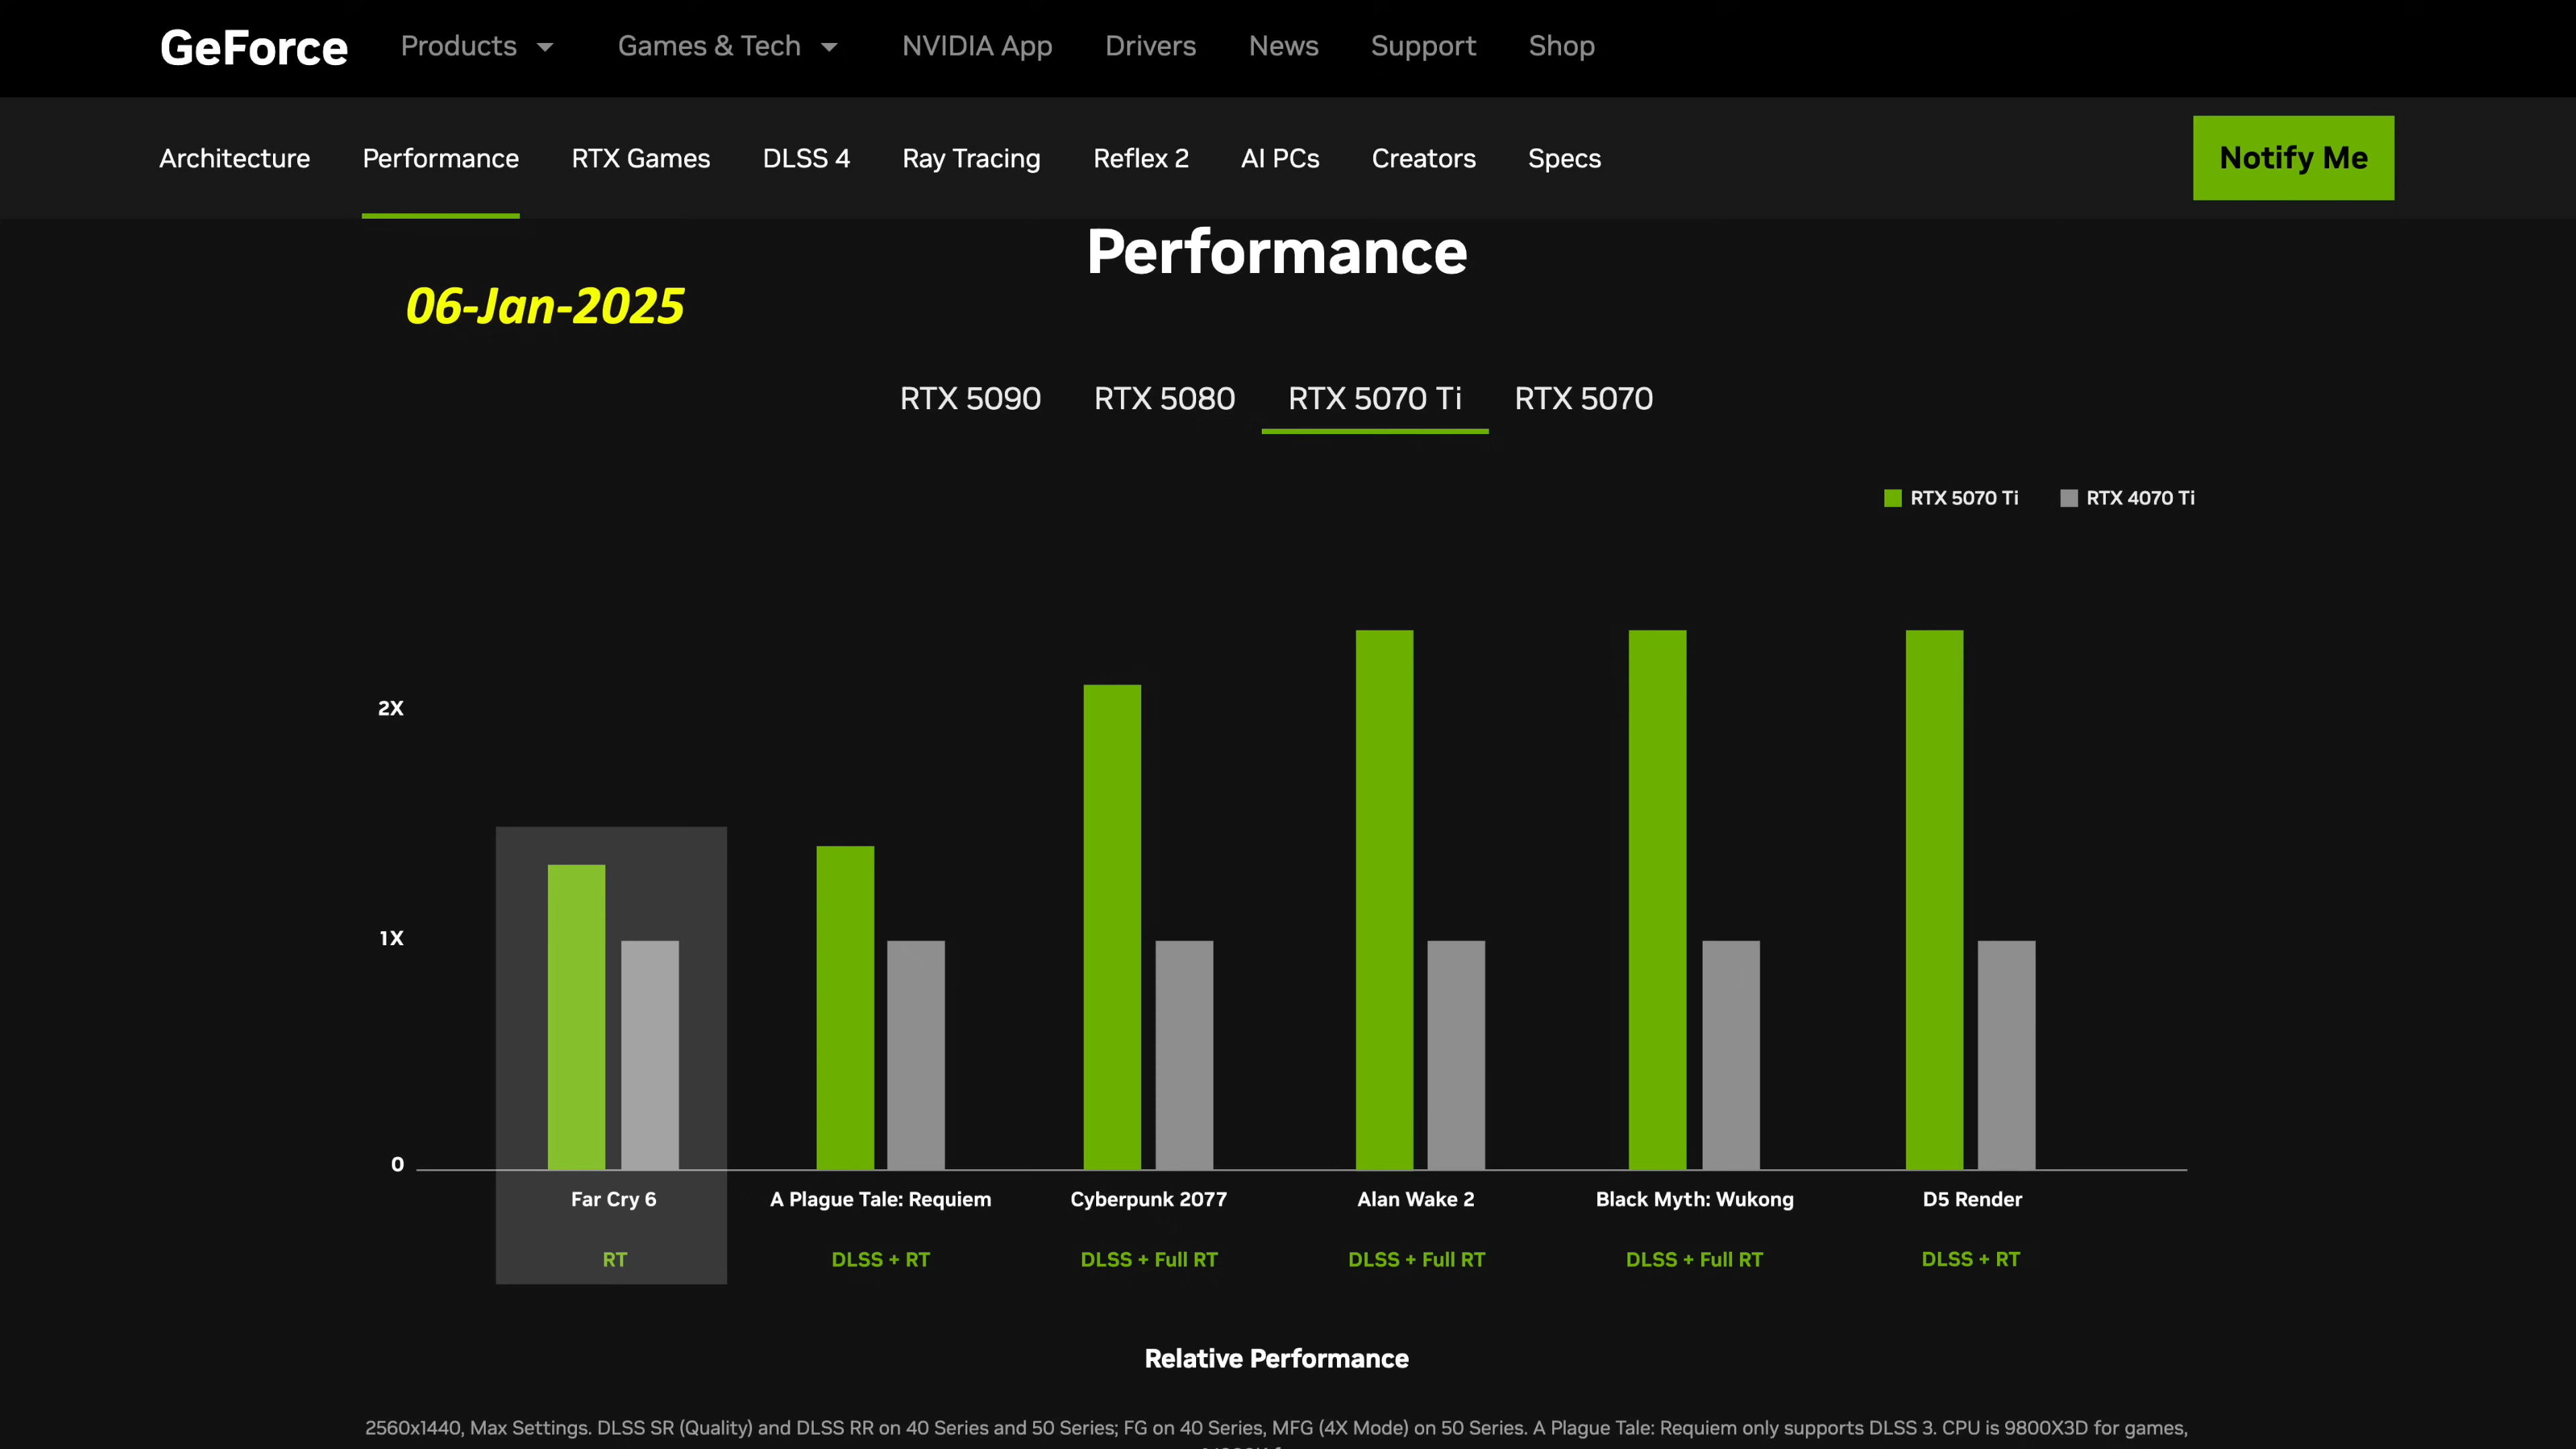 GeForce Products Games & Tech NVIDIA App Drivers News Support Shop
Architecture Performance RTX Games DLSS 4 Ray Tracing Reflex 2 AI PCs Creators Specs Notify Me
Performance
06-Jan-2025
RTX 5090 RTX 5080 RTX 5070 Ti RTX 5070
RTX 5070 Ti RTX 4070 Ti
2X
1X
0
Far Cry 6 A Plague Tale: Requiem Cyberpunk 2077 Alan Wake 2 Black Myth: Wukong D5 Render
RT DLSS + RT DLSS + Full RT DLSS + Full RT DLSS + Full RT DLSS + RT
Relative Performance
2560x1440, Max Settings. DLSS SR (Quality) and DLSS RR on 40 Series and 50 Series; FG on 40 Series, MFG (4X Mode) on 50 Series. A Plague Tale: Requiem only supports DLSS 3. CPU is 9800X3D for games,